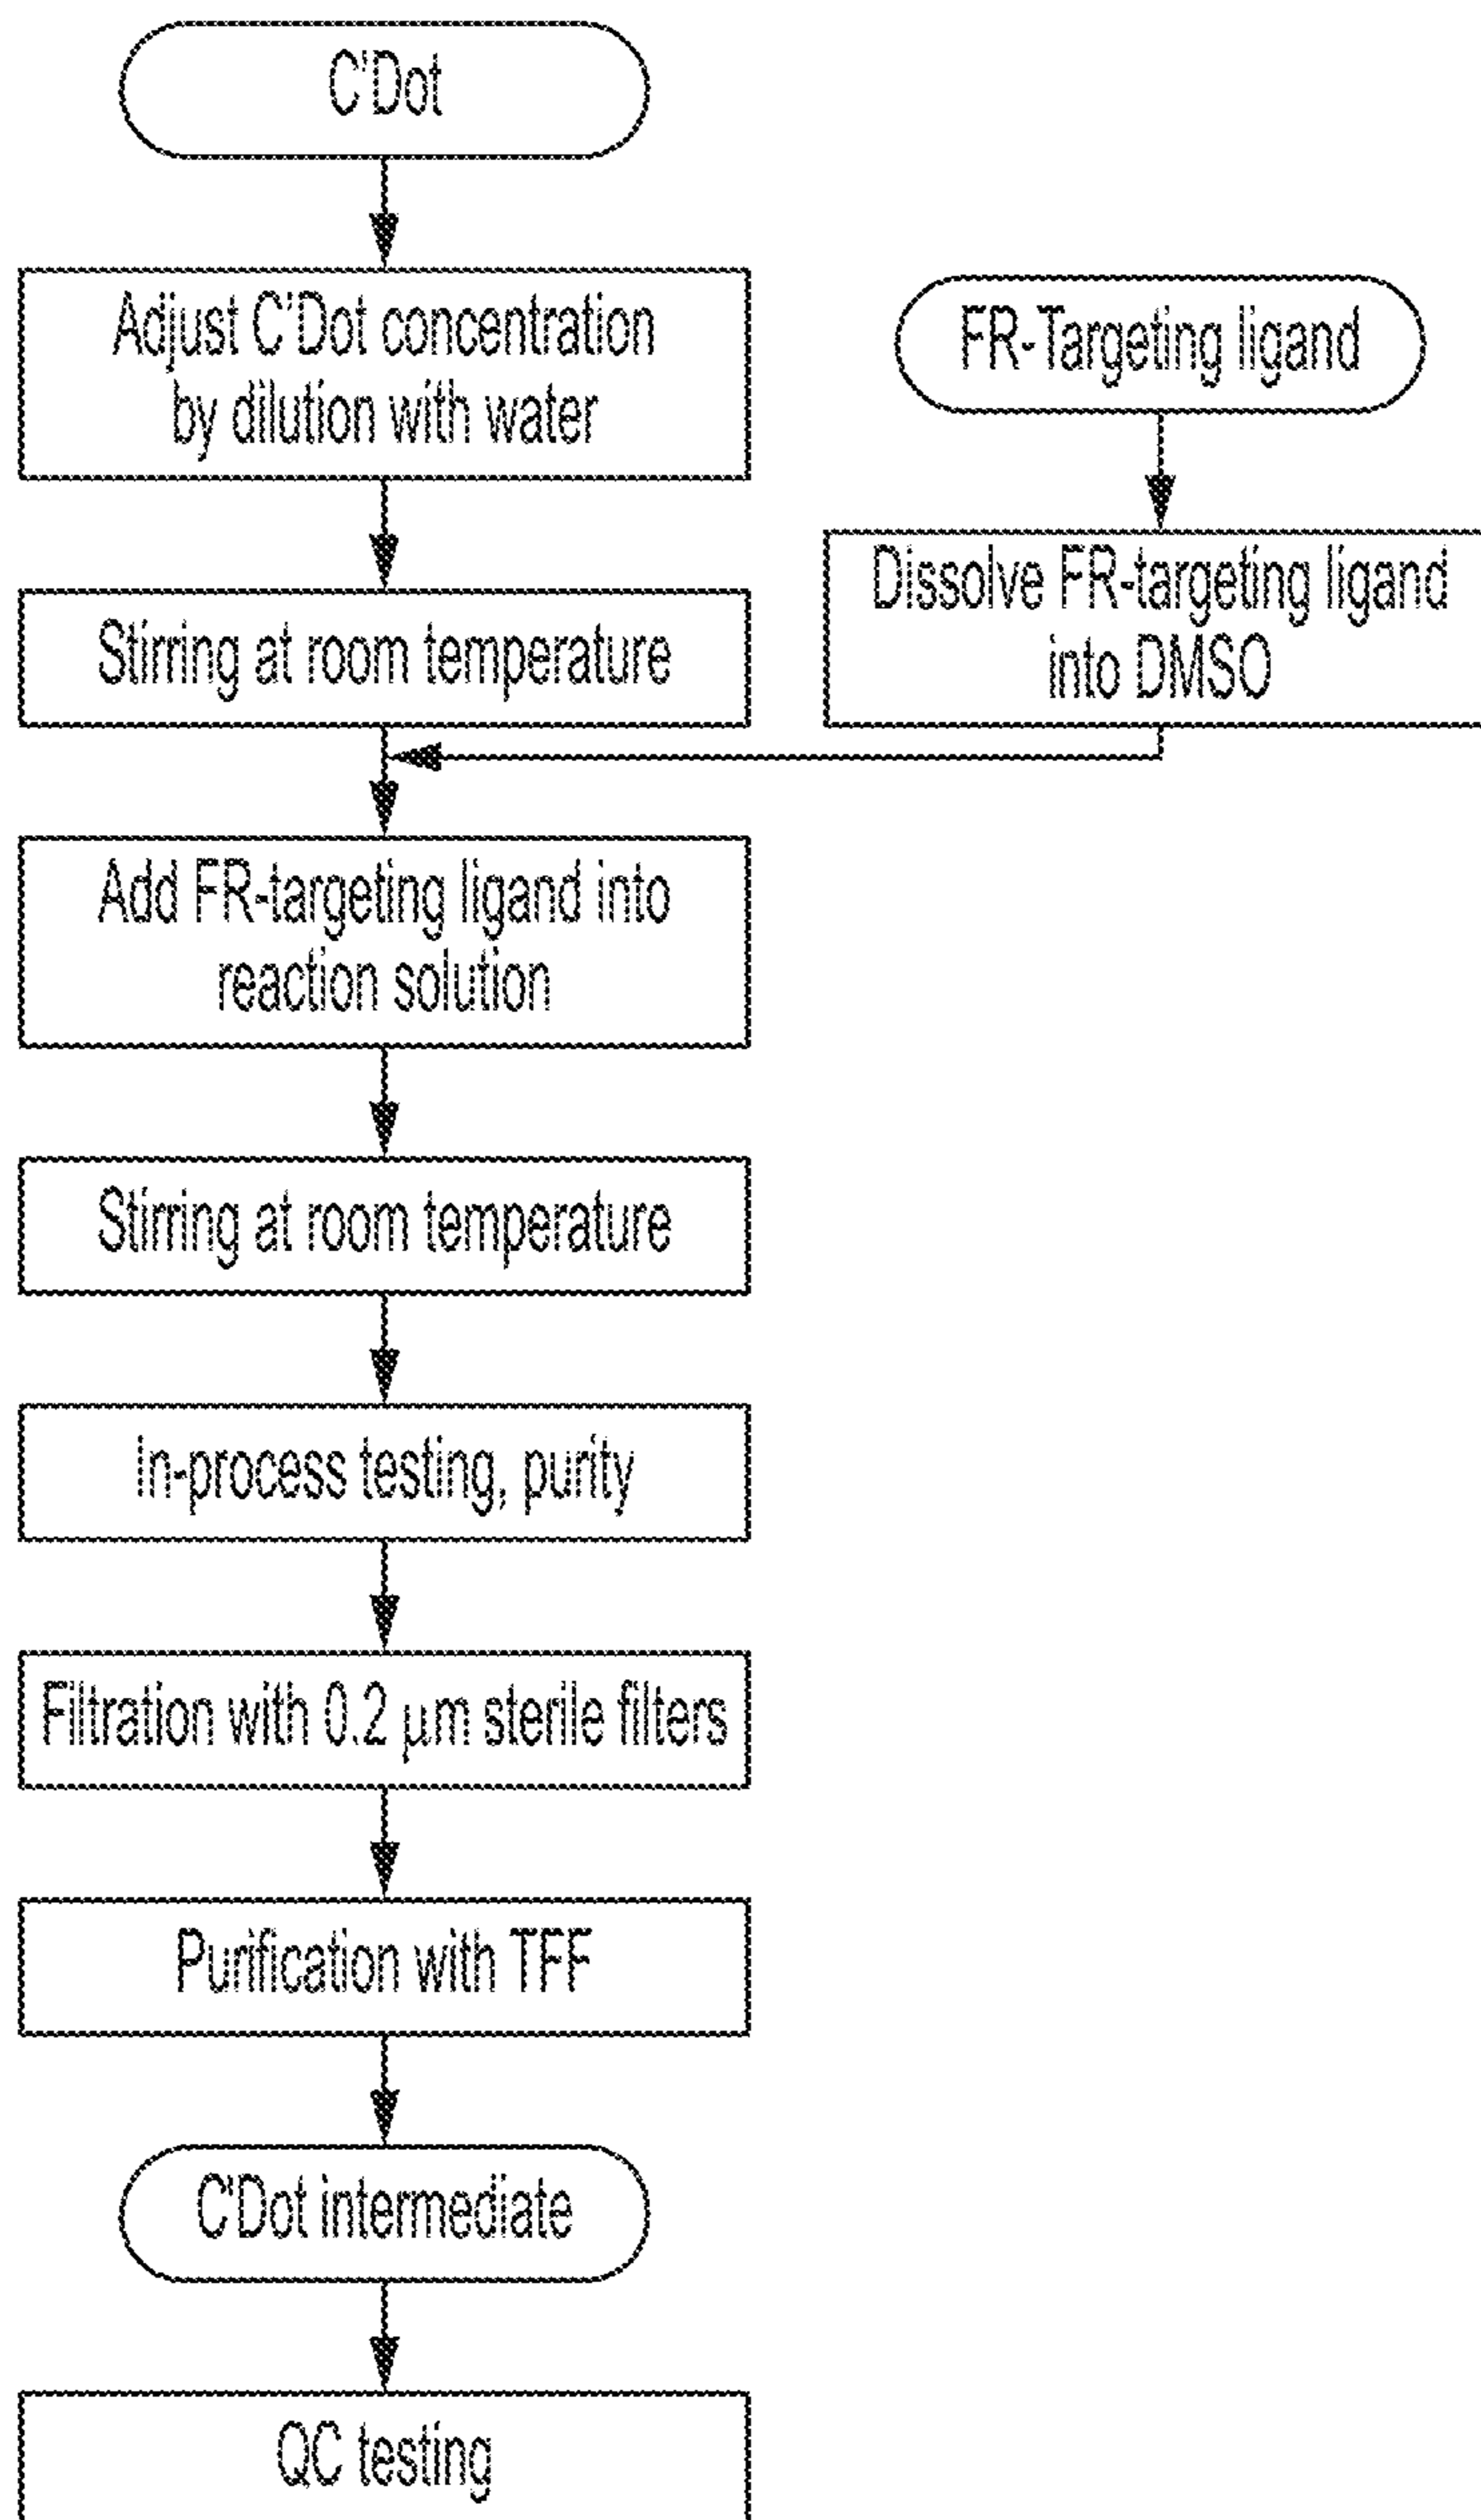 C'Dot
Adjust C'Dot concentration
by dilution with water
FR-Targeting ligand
Dissolve FR-targeting ligand
into DMSO
Stirring at room temperature
Add FR-targeting ligand into
reaction solution
Stirring at room temperature
In-process testing, purity
Filtration with 0.2 μm sterile filters
Purification with TFF
C'Dot intermediate
QC testing